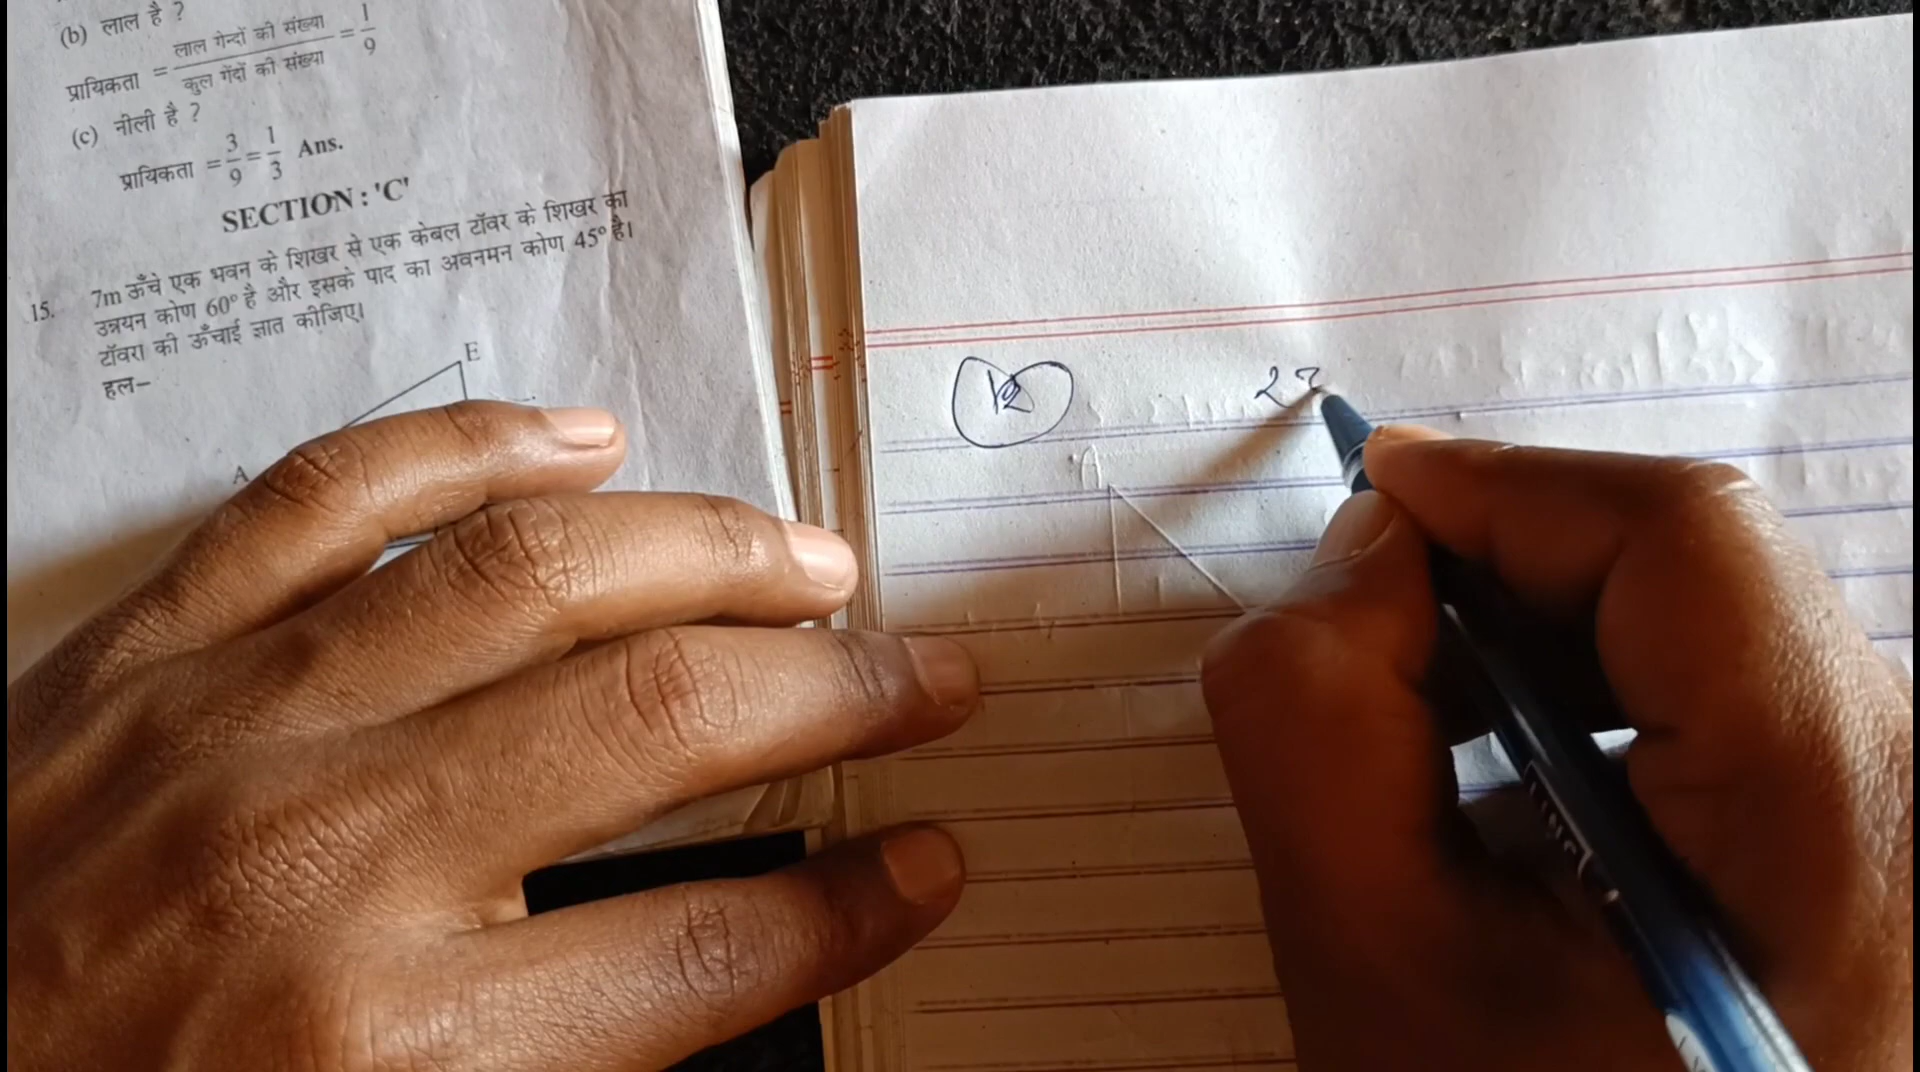 (b) लाल है ?
प्रायिकता = लाल गेन्दों की संख्या / कुल गेंदों की संख्या = 1/9
(c) नीली है ?
प्रायिकता = 3/9 = 1/3 Ans.
SECTION : 'C'
15. 7m ऊँचे एक भवन के शिखर से एक केबल टॉवर के शिखर का
उन्नयन कोण 60° है और इसके पाद का अवनमन कोण 45° है।
टॉवरा की ऊँचाई ज्ञात कीजिए।
हल–
E
A